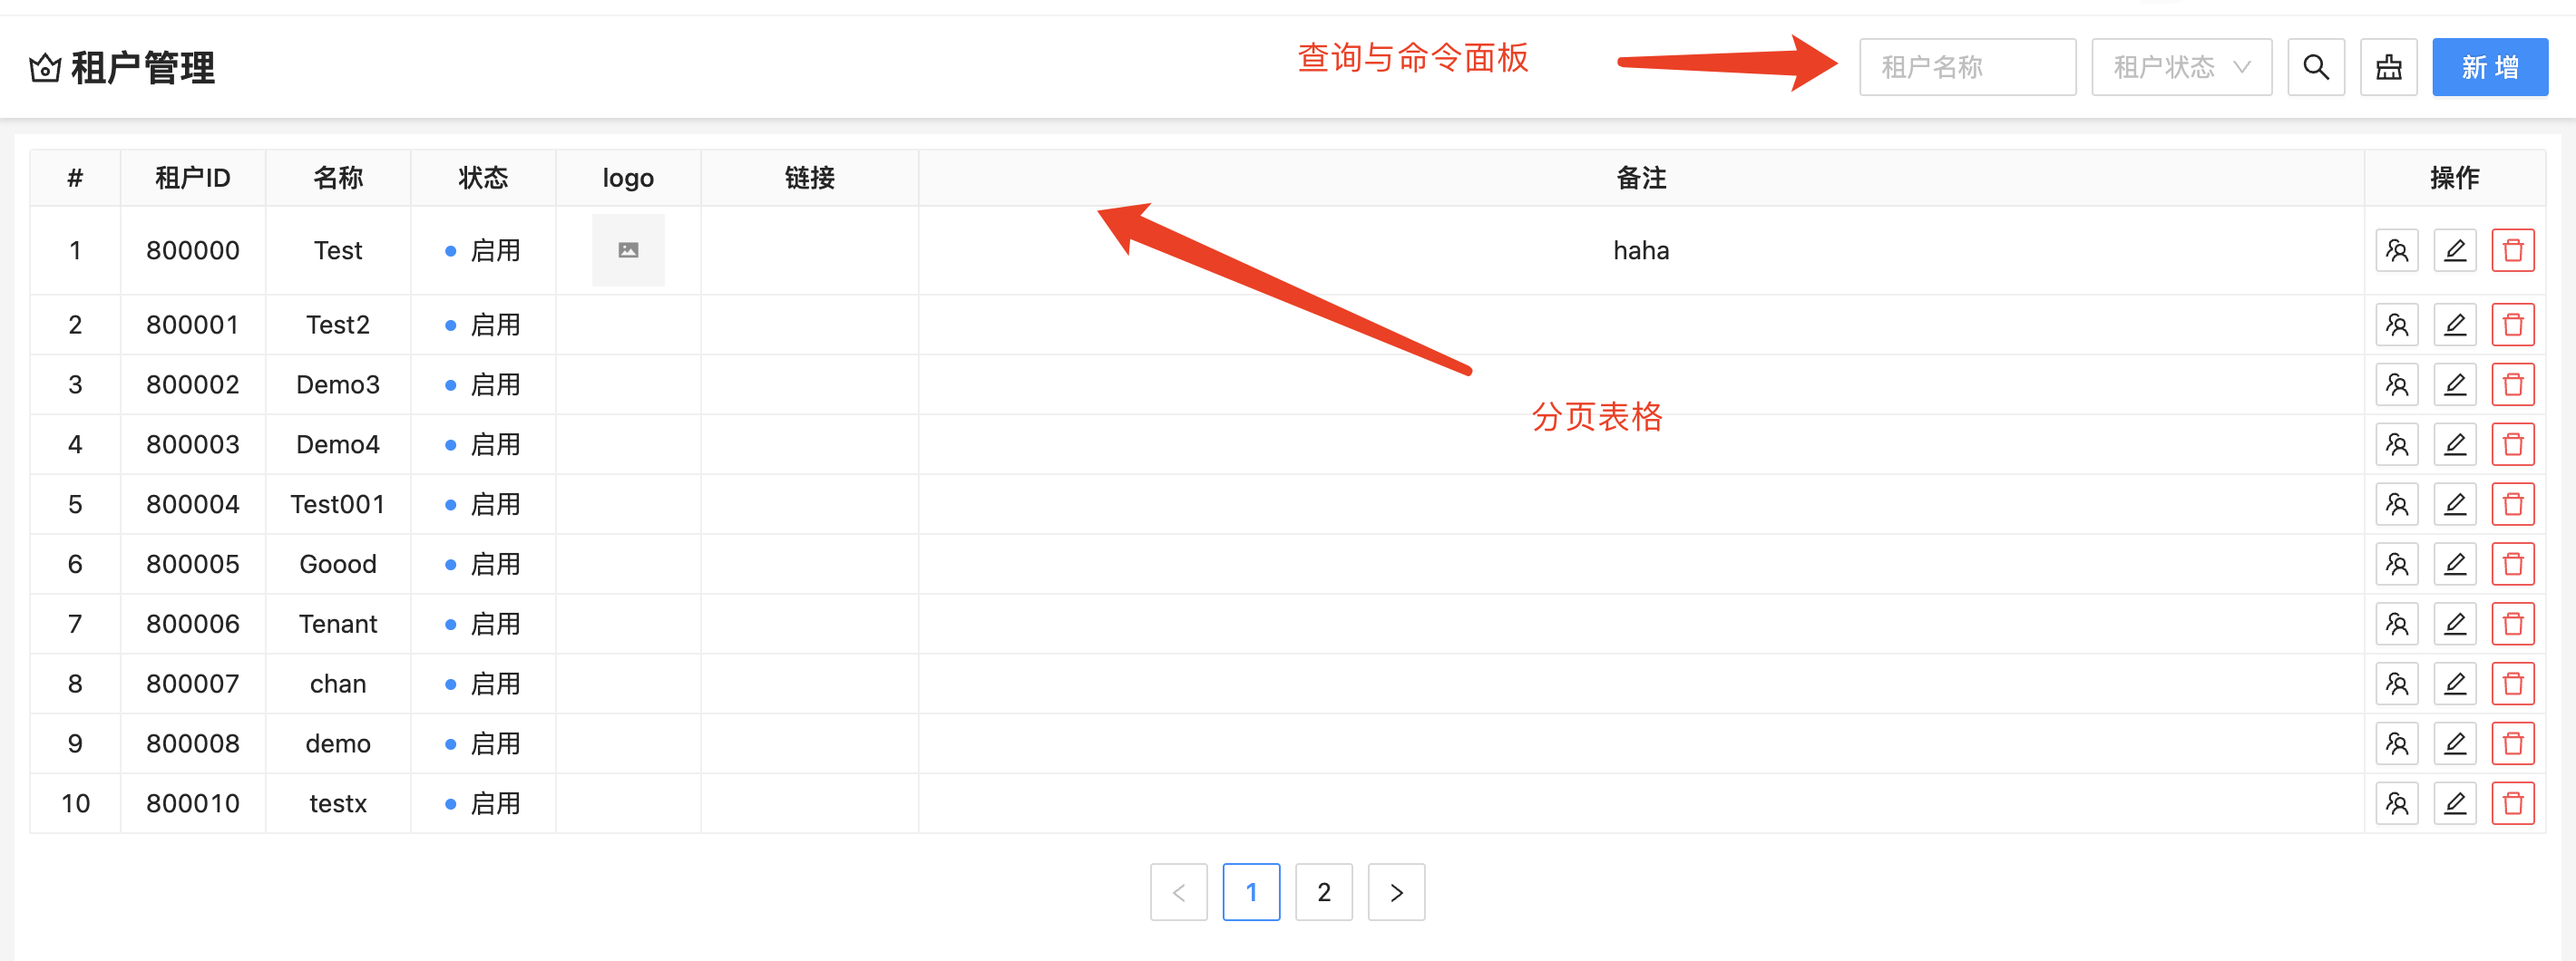 租户管理
查询与命令面板
租户名称
租户状态
新 增
# 租户ID 名称 状态 logo 链接 备注 操作
1 800000 Test 启用 haha
2 800001 Test2 启用
3 800002 Demo3 启用
4 800003 Demo4 启用
分页表格
5 800004 Test001 启用
6 800005 Goood 启用
7 800006 Tenant 启用
8 800007 chan 启用
9 800008 demo 启用
10 800010 testx 启用
1 2